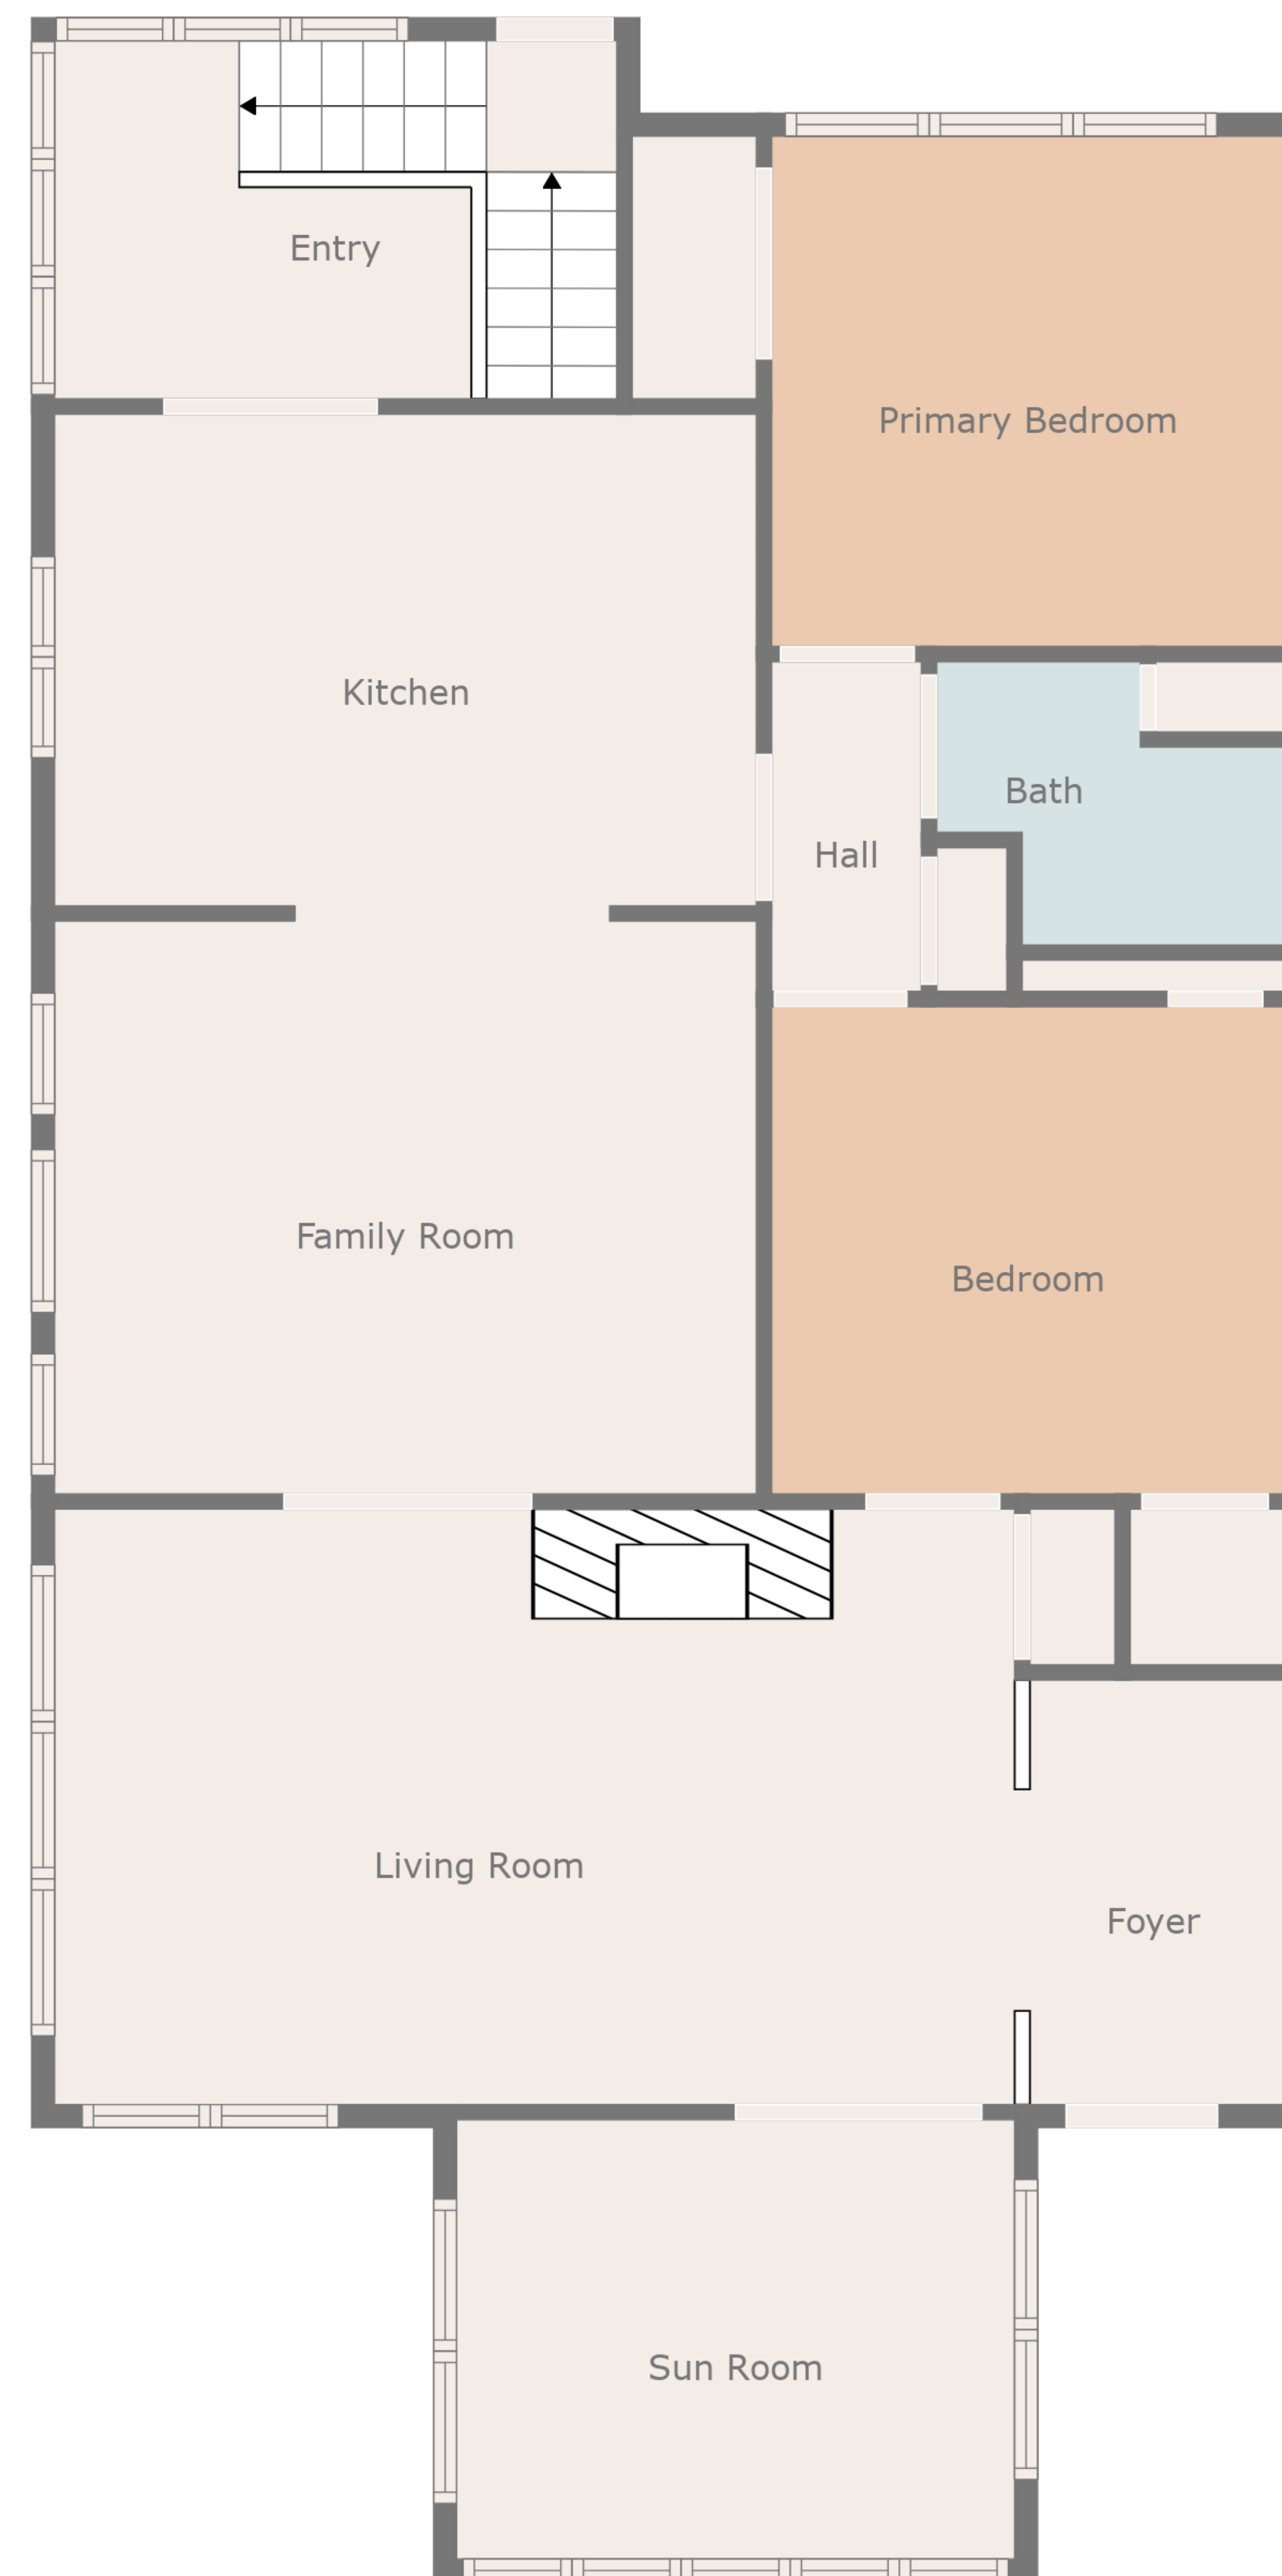 Entry
Primary Bedroom
Kitchen
Bath
Hall
Family Room
Bedroom
Living Room
Foyer
Sun Room